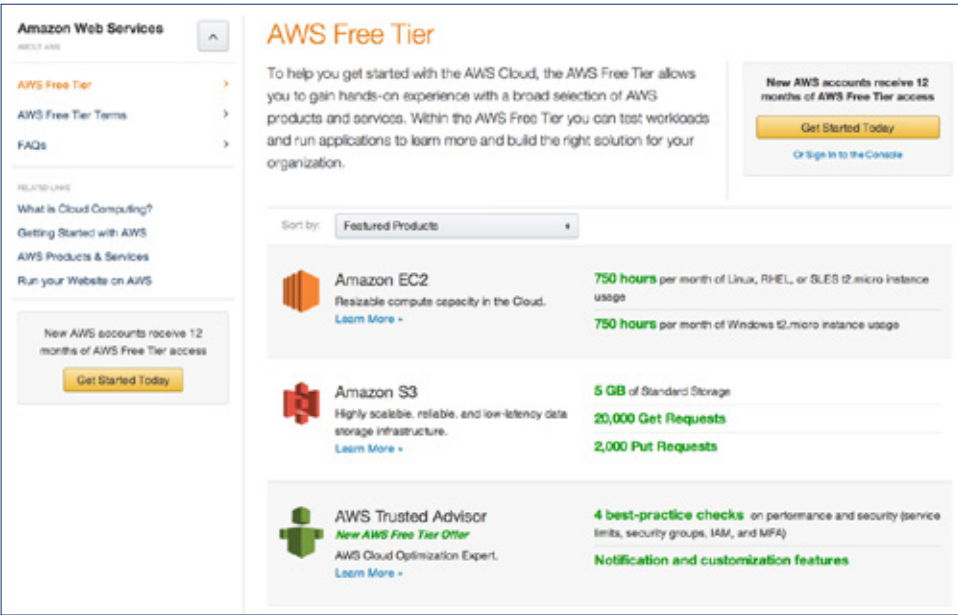 Amazon Web Services
ABOUT AWS
AWS Free Tier
AWS Free Tier Terms
FAQs
RELATED LINKS
What is Cloud Computing?
Getting Started with AWS
AWS Products & Services
Run your Website on AWS
New AWS accounts receive 12
months of AWS Free Tier access
Get Started Today
AWS Free Tier
To help you get started with the AWS Cloud, the AWS Free Tier allows
you to gain hands-on experience with a broad selection of AWS
products and services. Within the AWS Free Tier you can test workloads
and run applications to learn more and build the right solution for your
organization.
New AWS accounts receive 12
months of AWS Free Tier access
Get Started Today
Or Sign In to the Console
Sort by: Featured Products
Amazon EC2
Resizable compute capacity in the Cloud.
Learn More »
750 hours per month of Linux, RHEL, or SLES t2.micro instance
usage
750 hours per month of Windows t2.micro instance usage
Amazon S3
Highly scalable, reliable, and low-latency data
storage infrastructure.
Learn More »
5 GB of Standard Storage
20,000 Get Requests
2,000 Put Requests
AWS Trusted Advisor
New AWS Free Tier Offer
AWS Cloud Optimization Expert.
Learn More »
4 best-practice checks on performance and security (service
limits, security groups, IAM, and MFA)
Notification and customization features